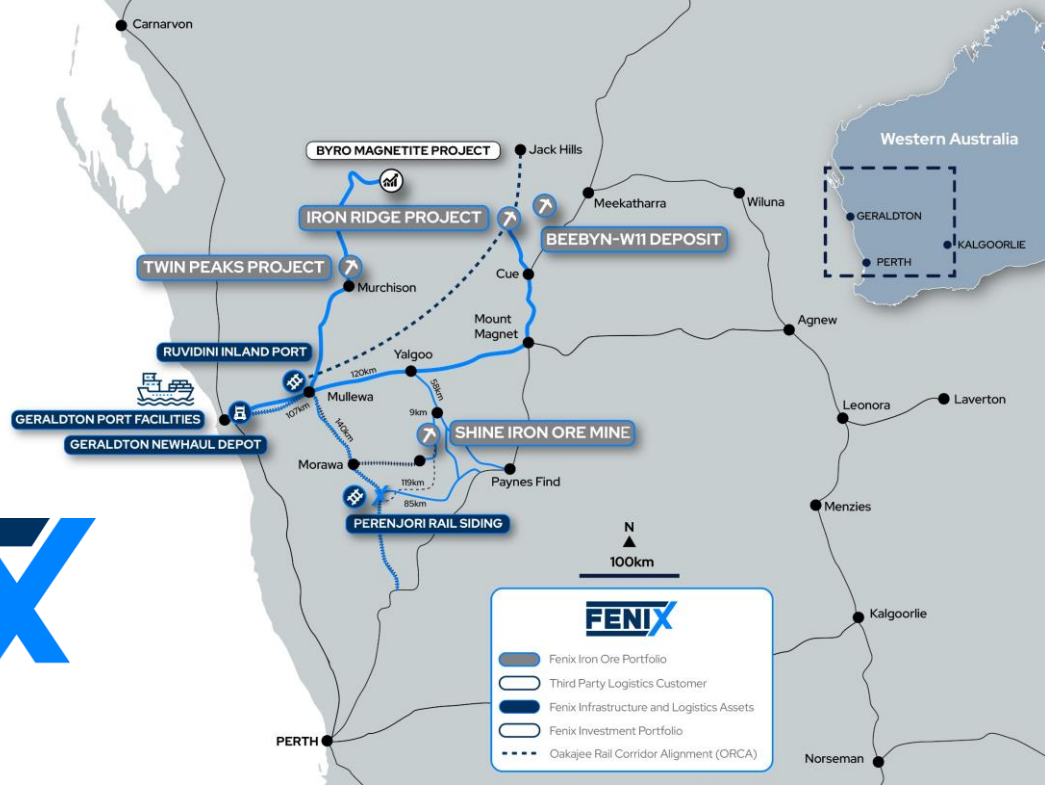 Carnarvon
BYRO MAGNETITE PROJECT
Jack Hills
Meekatharra
Wiluna
IRON RIDGE PROJECT
BEEBYN-W11 DEPOSIT
TWIN PEAKS PROJECT
Murchison
Cue
Mount
Magnet
Agnew
RUVIDINI INLAND PORT
Yalgoo
120km
58km
Mullewa
GERALDTON PORT FACILITIES
107km
9km
Leonora
Laverton
GERALDTON NEWHAUL DEPOT
140km
SHINE IRON ORE MINE
Morawa
119km
Paynes Find
85km
PERENJORI RAIL SIDING
Menzies
N
100km
Kalgoorlie
PERTH
Norseman
Western Australia
GERALDTON
KALGOORLIE
PERTH
FENIX
Fenix Iron Ore Portfolio
Third Party Logistics Customer
Fenix Infrastructure and Logistics Assets
Fenix Investment Portfolio
Oakajee Rail Corridor Alignment (ORCA)
X